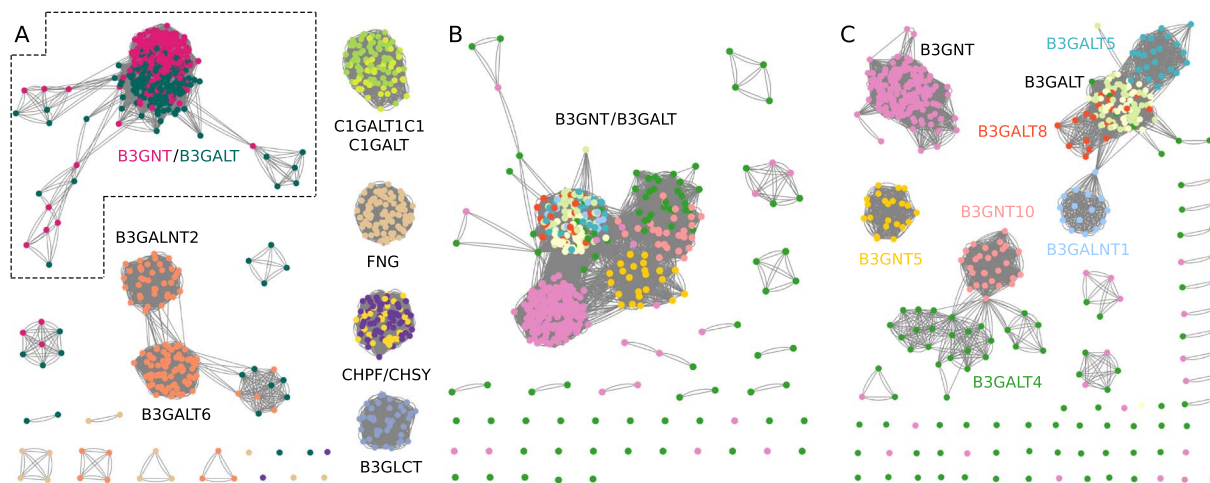 A
B3GNT/B3GALT
C1GALT1C1
C1GALT
FNG
B3GALNT2
CHPF/CHSY
B3GALT6
B3GLCT
B
B3GNT/B3GALT
C
B3GNT
B3GALT5
B3GALT
B3GALT8
B3GNT10
B3GNT5
B3GALNT1
B3GALT4